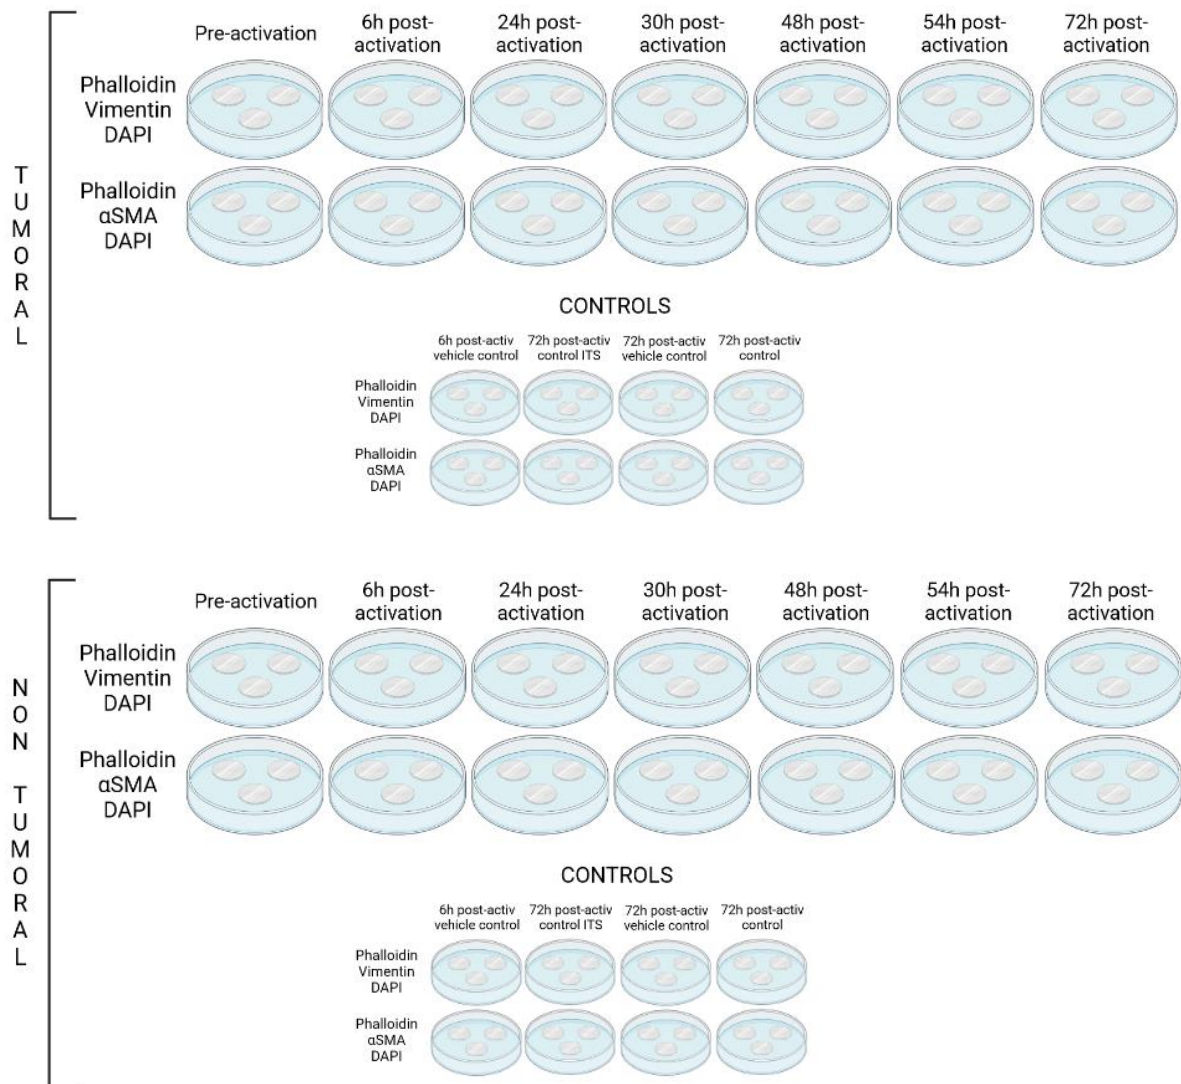 TUMORAL
Pre-activation
6h post-
activation
24h post-
activation
30h post-
activation
48h post-
activation
54h post-
activation
72h post-
activation
Phalloidin
Vimentin
DAPI
Phalloidin
αSMA
DAPI
CONTROLS
6h post-activ
vehicle control
72h post-activ
control ITS
72h post-activ
vehicle control
72h post-activ
control
Phalloidin
Vimentin
DAPI
Phalloidin
αSMA
DAPI
NON TUMORAL
Pre-activation
6h post-
activation
24h post-
activation
30h post-
activation
48h post-
activation
54h post-
activation
72h post-
activation
Phalloidin
Vimentin
DAPI
Phalloidin
αSMA
DAPI
CONTROLS
6h post-activ
vehicle control
72h post-activ
control ITS
72h post-activ
vehicle control
72h post-activ
control
Phalloidin
Vimentin
DAPI
Phalloidin
αSMA
DAPI